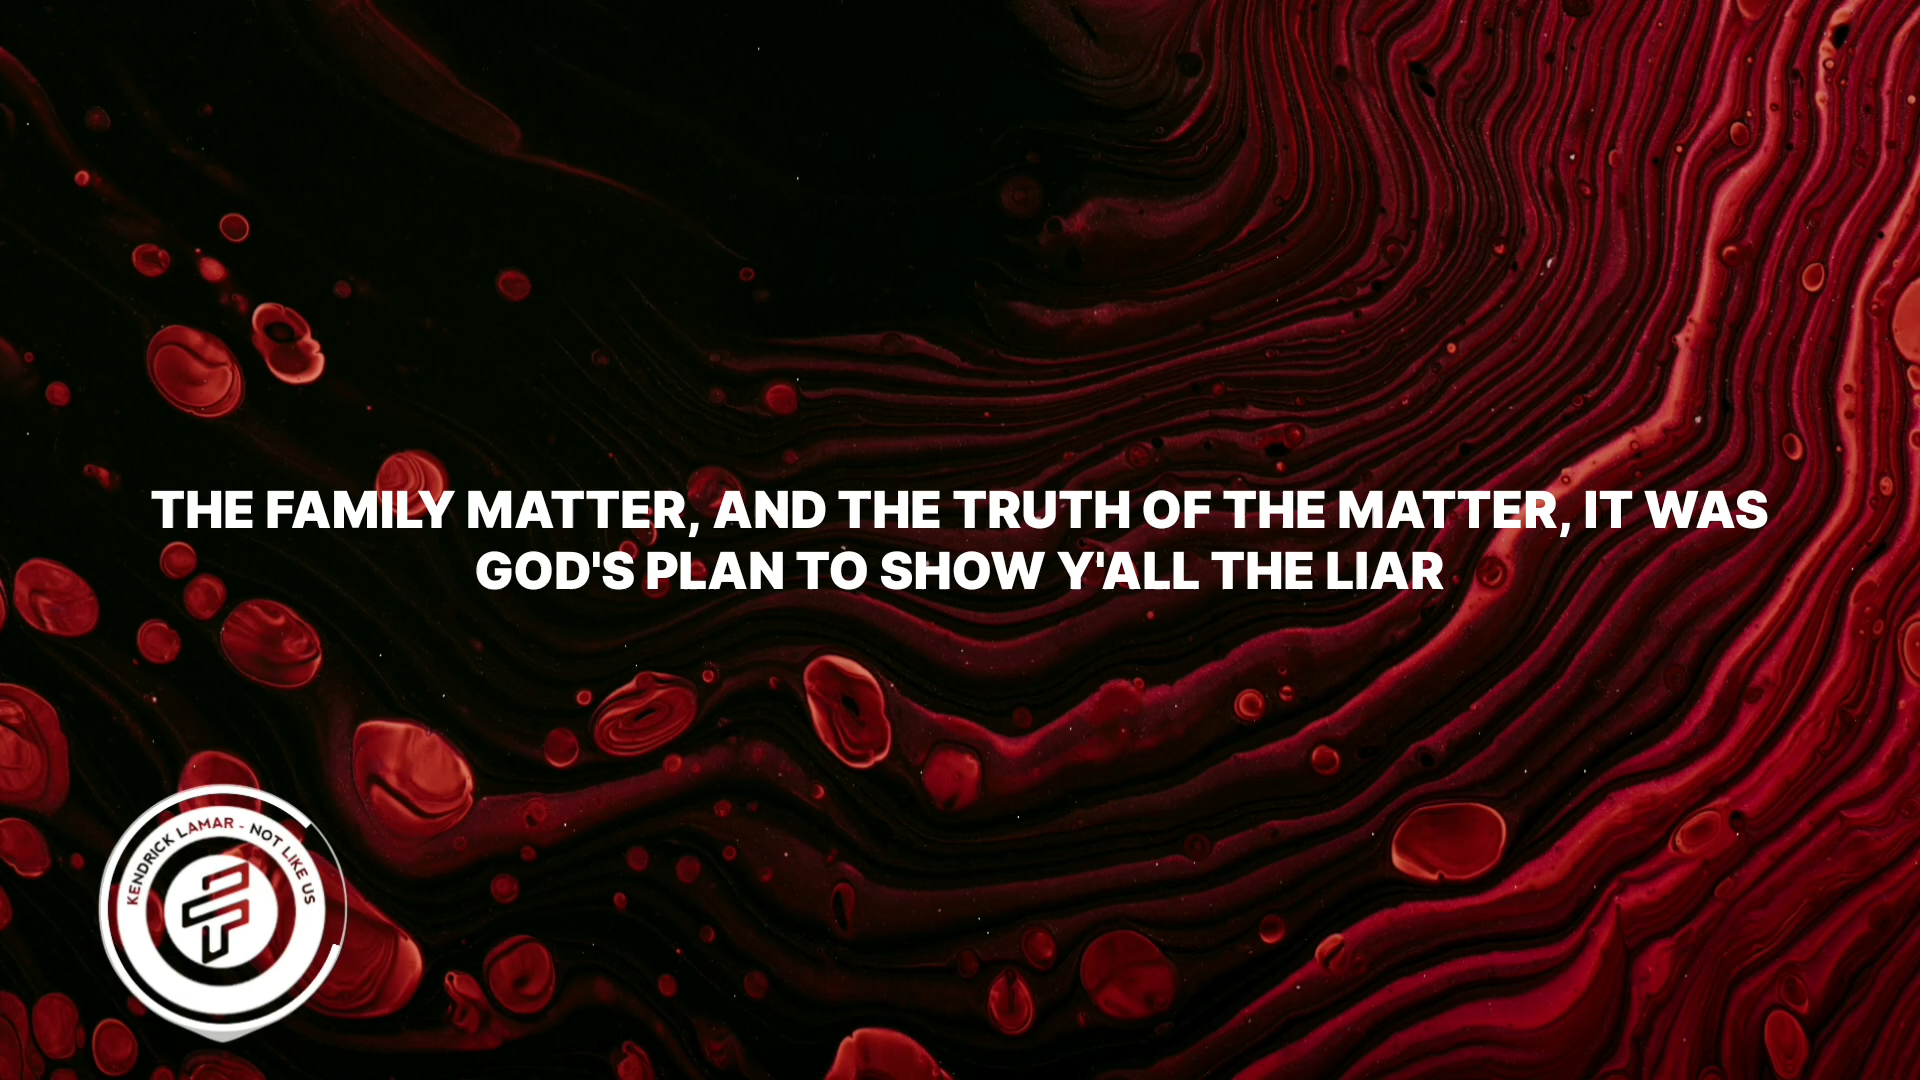 THE FAMILY MATTER, AND THE TRUTH OF THE MATTER, IT WAS
GOD'S PLAN TO SHOW Y'ALL THE LIAR
KENDRICK LAMAR - NOT LIKE US